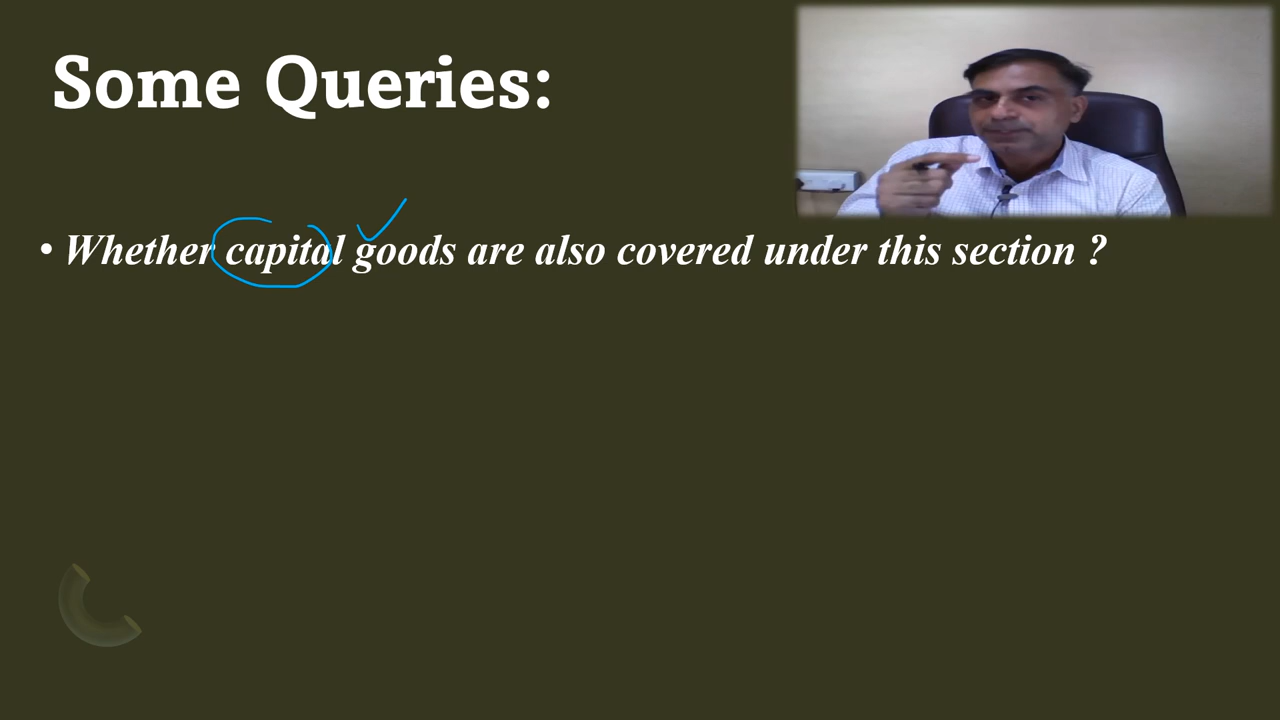 Some Queries:
• Whether capital goods are also covered under this section ?